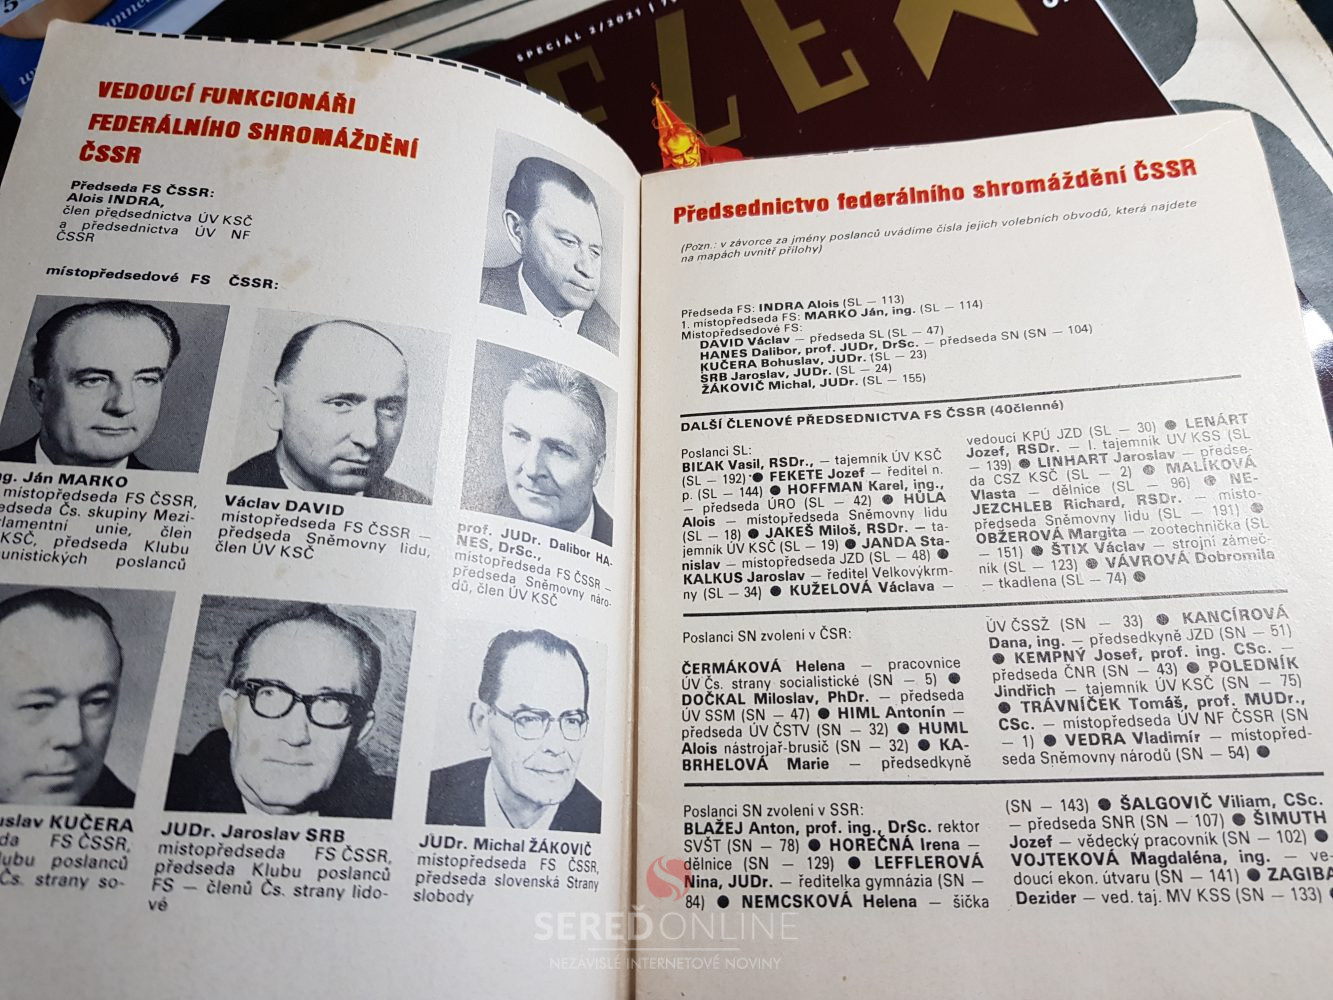 ŠPECIÁL 2/2021
VEDOUCÍ FUNKCIONÁŘI
FEDERÁLNÍHO SHROMÁŽDĚNÍ
ČSSR
Předseda FS ČSSR:
Alois INDRA,
člen předsednictva ÚV KSČ
a předsednictva ÚV NF
ČSSR
místopředsedové FS ČSSR:
Ján MARKO
místopředseda FS ČSSR,
Čs. skupiny Mezi-
unie, člen
KSČ, předseda Klubu
poslanců
Václav DAVID
místopředseda FS ČSSR –
předseda Sněmovny lidu,
člen ÚV KSČ
prof. JUDr. Dalibor HA-
NES, DrSc.,
místopředseda FS ČSSR –
předseda Sněmovny náro-
dů, člen ÚV KSČ
KUČERA
FS ČSSR,
poslanců
Čs. strany so-
JUDr. Jaroslav SRB
místopředseda FS ČSSR,
předseda Klubu poslanců
FS – členů Čs. strany lido-
vé
JUDr. Michal ŽÁKOVIČ
místopředseda FS ČSSR,
předseda slovenská Strany
slobody
Předsednictvo federálního shromáždění ČSSR
(Pozn.: v závorce za jmény poslanců uvádíme čísla jejich volebních obvodů, která najdete
na mapách uvnitř přílohy)
Předseda FS: INDRA Alois (SL – 113)
1. místopředseda FS: MARKO Ján, ing. (SL – 114)
Místopředsedové FS:
DAVID Václav – předseda SL (SL – 47)
HANES Dalibor, prof. JUDr, DrSc. – předseda SN (SN – 104)
KUČERA Bohuslav, JUDr. (SL – 23)
SRB Jaroslav, JUDr. (SL – 24)
ŽÁKOVIČ Michal, JUDr. (SL – 155)
DALŠÍ ČLENOVÉ PŘEDSEDNICTVA FS ČSSR (40členné)
Poslanci SL:
BIĽAK Vasil, RSDr., – tajemník ÚV KSČ
(SL – 192) ● FEKETE Jozef – ředitel n.
p. (SL – 144) ● HOFFMAN Karel, ing.,
– předseda ÚRO (SL – 42) ● HŮLA
Alois – místopředseda Sněmovny lidu
(SL – 18) ● JAKEŠ Miloš, RSDr. – ta-
jemník ÚV KSČ (SL – 19) ● JANDA Sta-
nislav – místopředseda JZD (SL – 48) ●
KALKUS Jaroslav – ředitel Velkovýkrm-
ny (SL – 34) ● KUŽELOVÁ Václava –
vedoucí KPÚ JZD (SL – 30) ● LENÁRT
Jozef, RSDr. – I. tajemník ÚV KSS (SL
– 139) ● LINHART Jaroslav – předse-
da CSZ KSČ (SL – 2) ● MALÍKOVÁ
Vlasta – dělnice (SL – 96) ● NE-
JEZCHLEB Richard, RSDr. – místo-
předseda Sněmovny lidu (SL – 191) ●
OBŽEROVÁ Margita – zootechnička (SL
– 151) ● ŠTIX Václav – strojní zámeč-
ník (SL – 123) ● VÁVROVÁ Dobromila
– tkadlena (SL – 74) ●
Poslanci SN zvolení v ČSR:
ČERMÁKOVÁ Helena – pracovnice
ÚV Čs. strany socialistické (SN – 5) ●
DOČKAL Miloslav, PhDr. – předseda
ÚV SSM (SN – 47) ● HIML Antonín –
předseda ÚV ČSTV (SN – 32) ● HUML
Alois nástrojař-brusič (SN – 32) ● KA-
BRHELOVÁ Marie – předsedkyně
ÚV ČSSŽ (SN – 33) ● KANCÍROVÁ
Dana, ing. – předsedkyně JZD (SN – 51)
● KEMPNÝ Josef, prof. ing. CSc. –
předseda ČNR (SN – 43) ● POLEDNÍK
Jindřich – tajemník ÚV KSČ (SN – 75)
● TRÁVNÍČEK Tomáš, prof. MUDr.,
CSc. – místopředseda ÚV NF ČSSR (SN
– 1) ● VEDRA Vladimír – místopřed-
seda Sněmovny národů (SN – 54) ●
Poslanci SN zvolení v SSR:
BLAŽEJ Anton, prof. ing., DrSc. rektor
SVŠT (SN – 78) ● HOREČNÁ Irena –
dělnice (SN – 129) ● LEFFLEROVÁ
Nina, JUDr. – ředitelka gymnázia (SN –
84) ● NEMCSKOVÁ Helena – šička
(SN – 143) ● ŠALGOVIČ Viliam, CSc.
– předseda SNR (SN – 107) ● ŠIMUTH
Jozef – vědecký pracovník (SN – 102) ●
VOJTEKOVÁ Magdaléna, ing. – ve-
doucí ekon. útvaru (SN – 141) ● ZAGIBA
Dezider – ved. taj. MV KSS (SN – 133) ●
SEREĎONLINE
NEZÁVISLÉ INTERNETOVÉ NOVINY